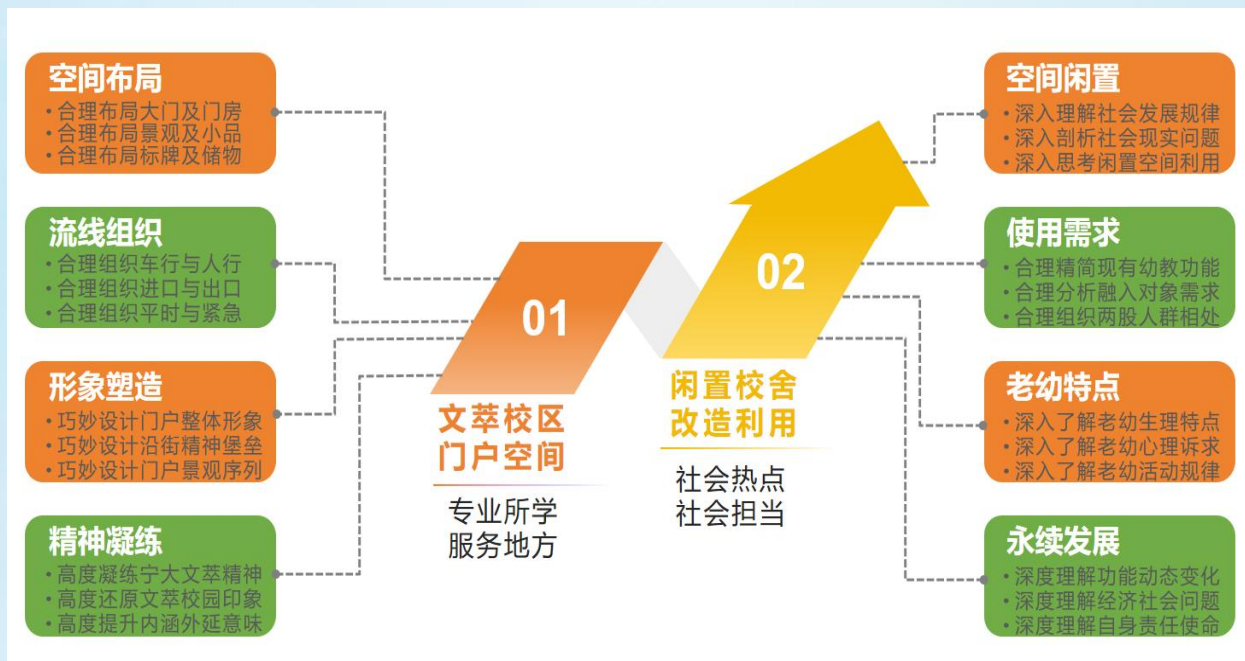 空间布局
• 合理布局大门及门房
• 合理布局景观及小品
• 合理布局标牌及储物
流线组织
• 合理组织车行与人行
• 合理组织进口与出口
• 合理组织平时与紧急
形象塑造
• 巧妙设计门户整体形象
• 巧妙设计沿街精神堡垒
• 巧妙设计门户景观序列
精神凝练
• 高度凝练宁大文萃精神
• 高度还原文萃校园印象
• 高度提升内涵外延意味
01
文萃校区
门户空间
专业所学
服务地方
02
闲置校舍
改造利用
社会热点
社会担当
空间闲置
• 深入理解社会发展规律
• 深入剖析社会现实问题
• 深入思考闲置空间利用
使用需求
• 合理精简现有幼教功能
• 合理分析融入对象需求
• 合理组织两股人群相处
老幼特点
• 深入了解老幼生理特点
• 深入了解老幼心理诉求
• 深入了解老幼活动规律
永续发展
• 深度理解功能动态变化
• 深度理解经济社会问题
• 深度理解自身责任使命